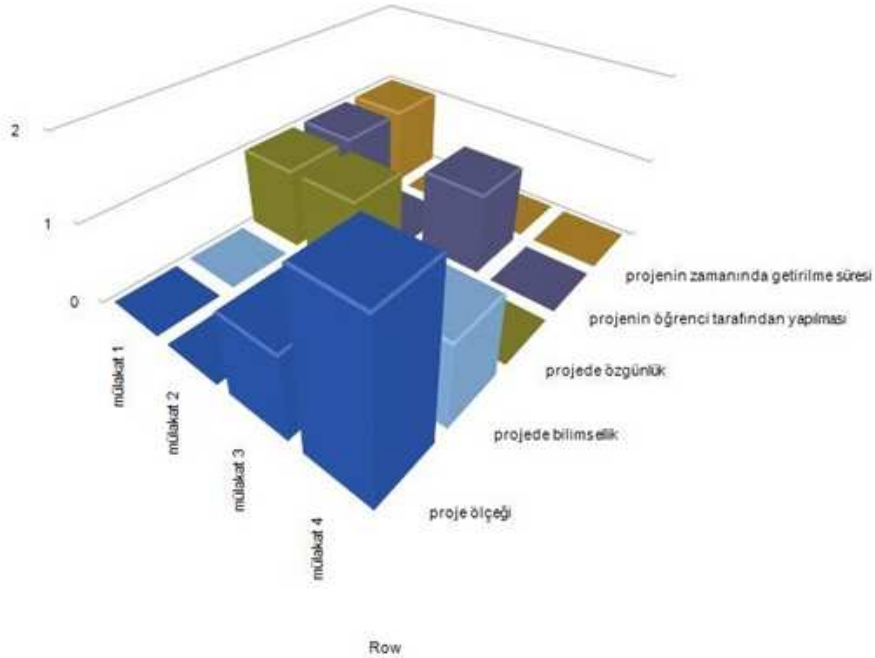 2
1
0
mülakat 1
mülakat 2
mülakat 3
mülakat 4
projenin zamanında getirilme süresi
projenin öğrenci tarafından yapılması
projede özgünlük
projede bilimsellik
proje ölçeği
Row